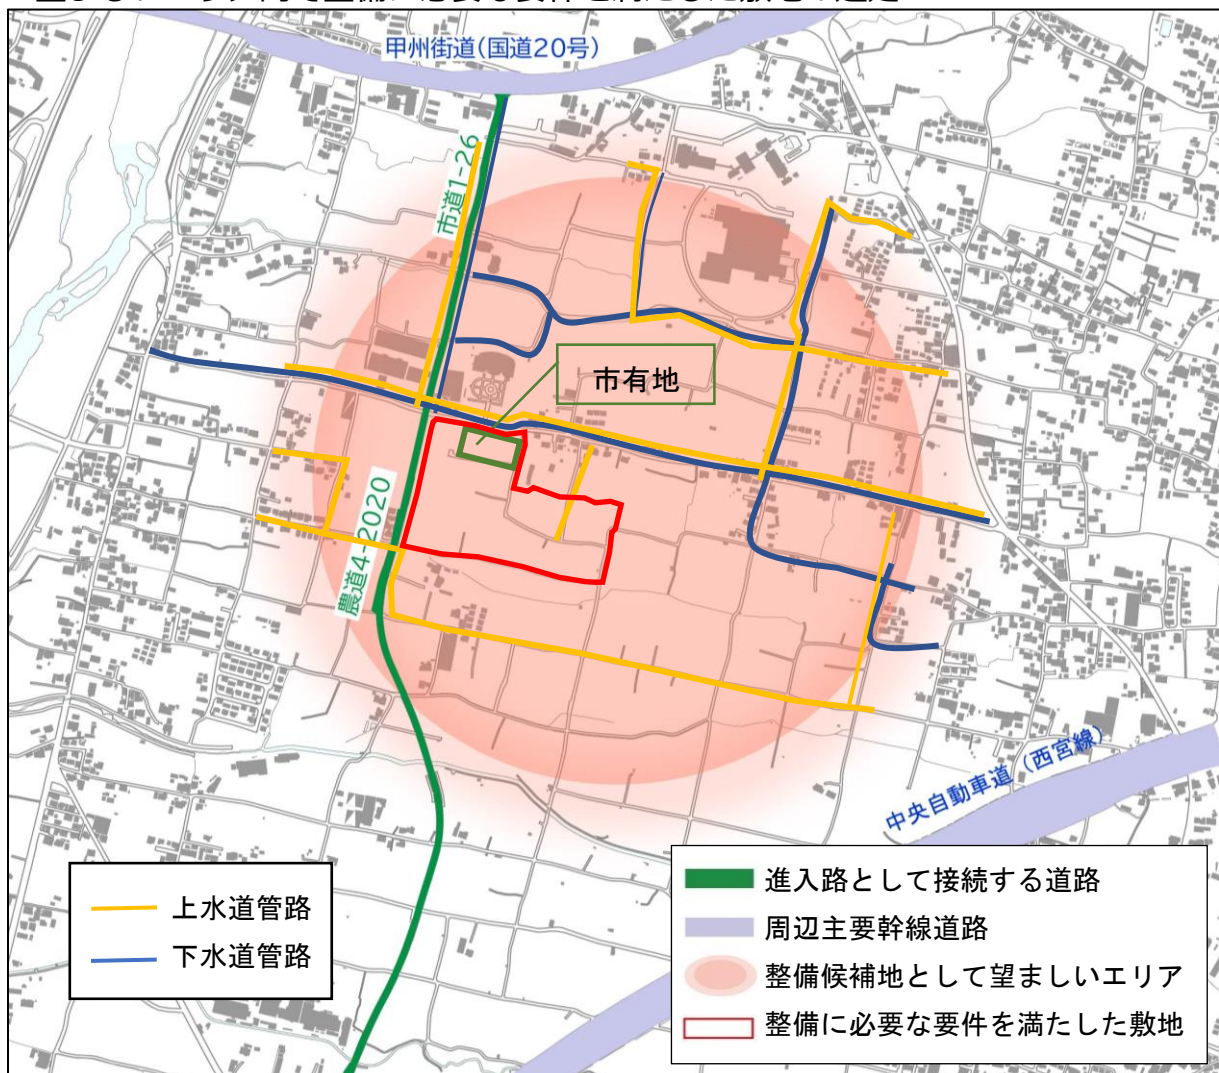 甲州街道(国道20号)
市道1-26
市有地
農道4-2020
中央自動車道（西宮線）
上水道管路
下水道管路
進入路として接続する道路
周辺主要幹線道路
整備候補地として望ましいエリア
整備に必要な要件を満たした敷地